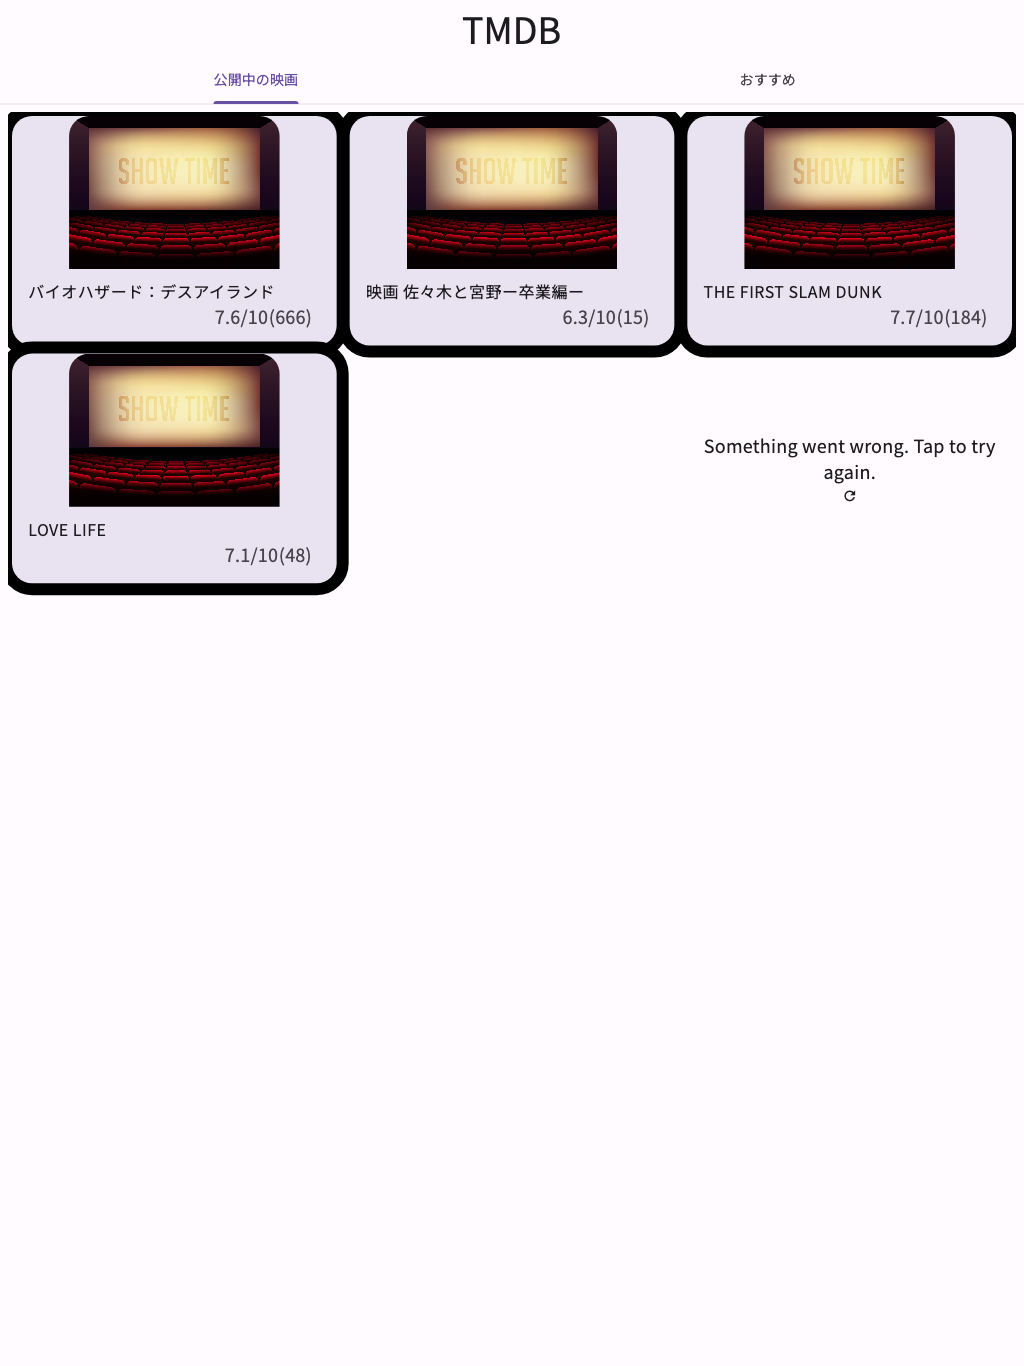 TMDB
公開中の映画
おすすめ
SHOW TIME
SHOW TIME
SHOW TIME
バイオハザード：デスアイランド
7.6/10(666)
映画 佐々木と宮野ー卒業編ー
6.3/10(15)
THE FIRST SLAM DUNK
7.7/10(184)
SHOW TIME
LOVE LIFE
7.1/10(48)
Something went wrong. Tap to try
again.